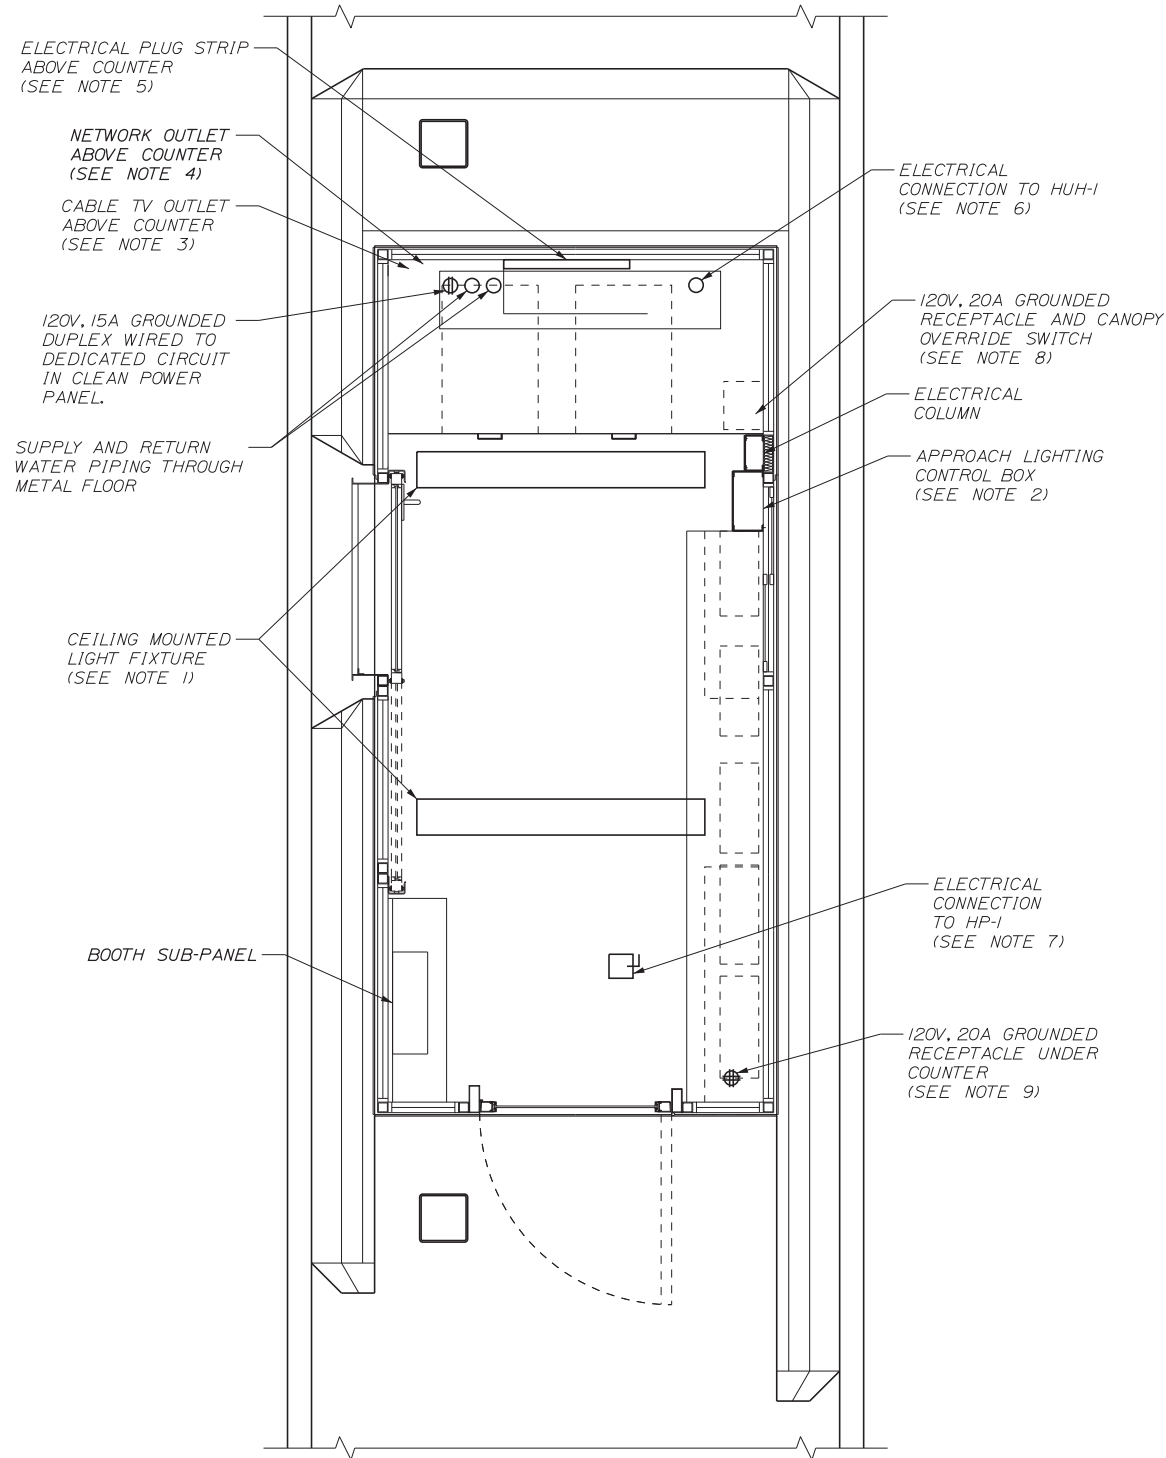 ELECTRICAL PLUG STRIP
ABOVE COUNTER
(SEE NOTE 5)
NETWORK OUTLET
ABOVE COUNTER
(SEE NOTE 4)
CABLE TV OUTLET
ABOVE COUNTER
(SEE NOTE 3)
120V, 15A GROUNDED
DUPLEX WIRED TO
DEDICATED CIRCUIT
IN CLEAN POWER
PANEL.
SUPPLY AND RETURN
WATER PIPING THROUGH
METAL FLOOR
CEILING MOUNTED
LIGHT FIXTURE
(SEE NOTE 1)
BOOTH SUB-PANEL
ELECTRICAL
CONNECTION TO HUH-1
(SEE NOTE 6)
120V, 20A GROUNDED
RECEPTACLE AND CANOPY
OVERRIDE SWITCH
(SEE NOTE 8)
ELECTRICAL
COLUMN
APPROACH LIGHTING
CONTROL BOX
(SEE NOTE 2)
ELECTRICAL
CONNECTION
TO HP-1
(SEE NOTE 7)
120V, 20A GROUNDED
RECEPTACLE UNDER
COUNTER
(SEE NOTE 9)